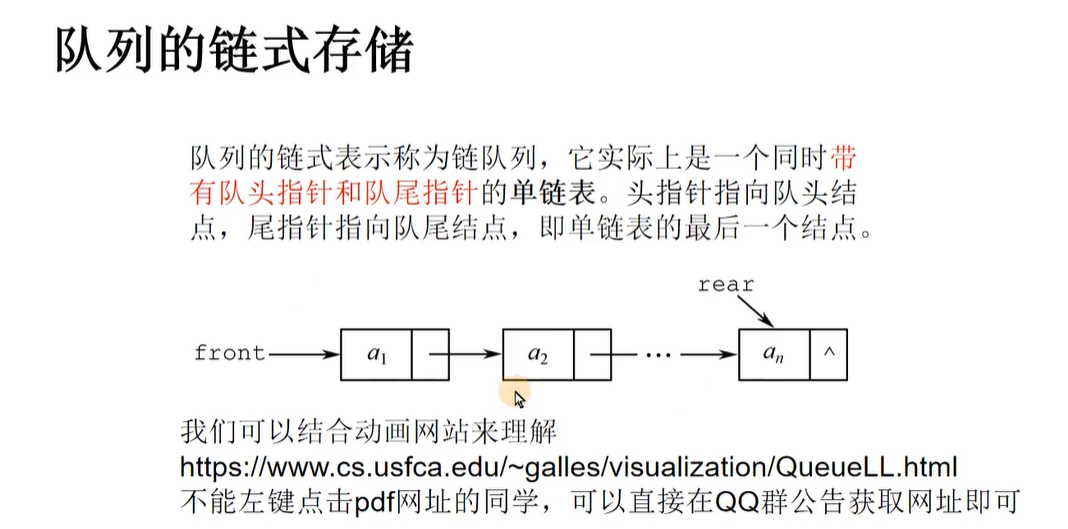 队列的链式存储
队列的链式表示称为链队列，它实际上是一个同时带
有队头指针和队尾指针的单链表。头指针指向队头结
点，尾指针指向队尾结点，即单链表的最后一个结点。
rear
front a1 a2 ... an ^
我们可以结合动画网站来理解
https://www.cs.usfca.edu/~galles/visualization/QueueLL.html
不能左键点击pdf网址的同学，可以直接在QQ群公告获取网址即可